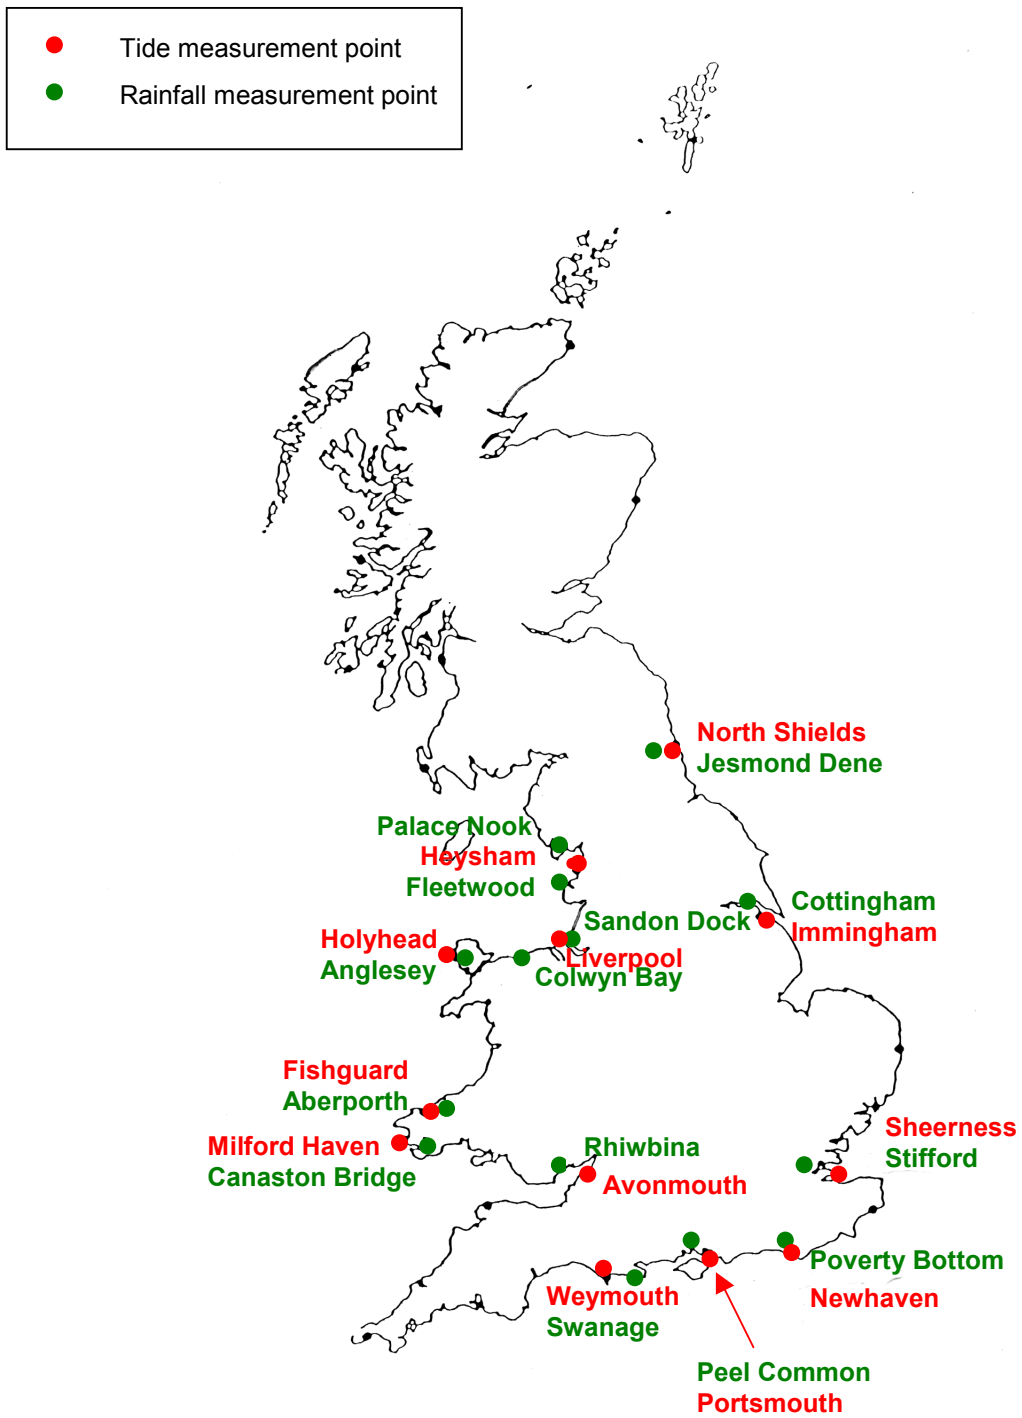 Tide measurement point
Rainfall measurement point
North Shields
Jesmond Dene
Palace Nook
Heysham
Fleetwood
Cottingham
Immingham
Sandon Dock
Liverpool
Colwyn Bay
Holyhead
Anglesey
Fishguard
Aberporth
Milford Haven
Canaston Bridge
Sheerness
Stifford
Rhiwbina
Avonmouth
Poverty Bottom
Newhaven
Weymouth
Swanage
Peel Common
Portsmouth